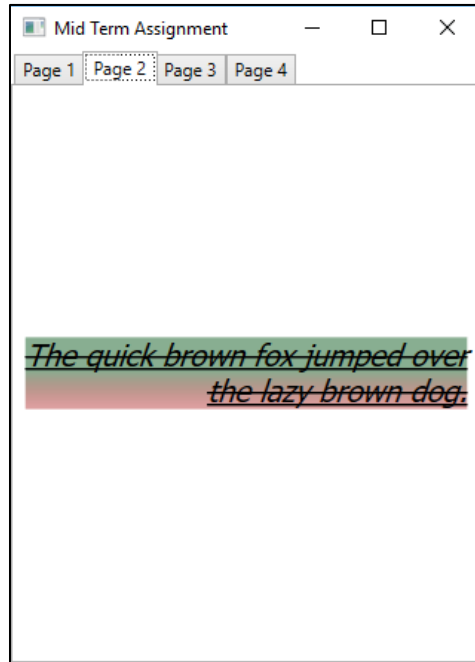 Mid Term Assignment
Page 1 Page 2 Page 3 Page 4
The quick brown fox jumped over
the lazy brown dog.